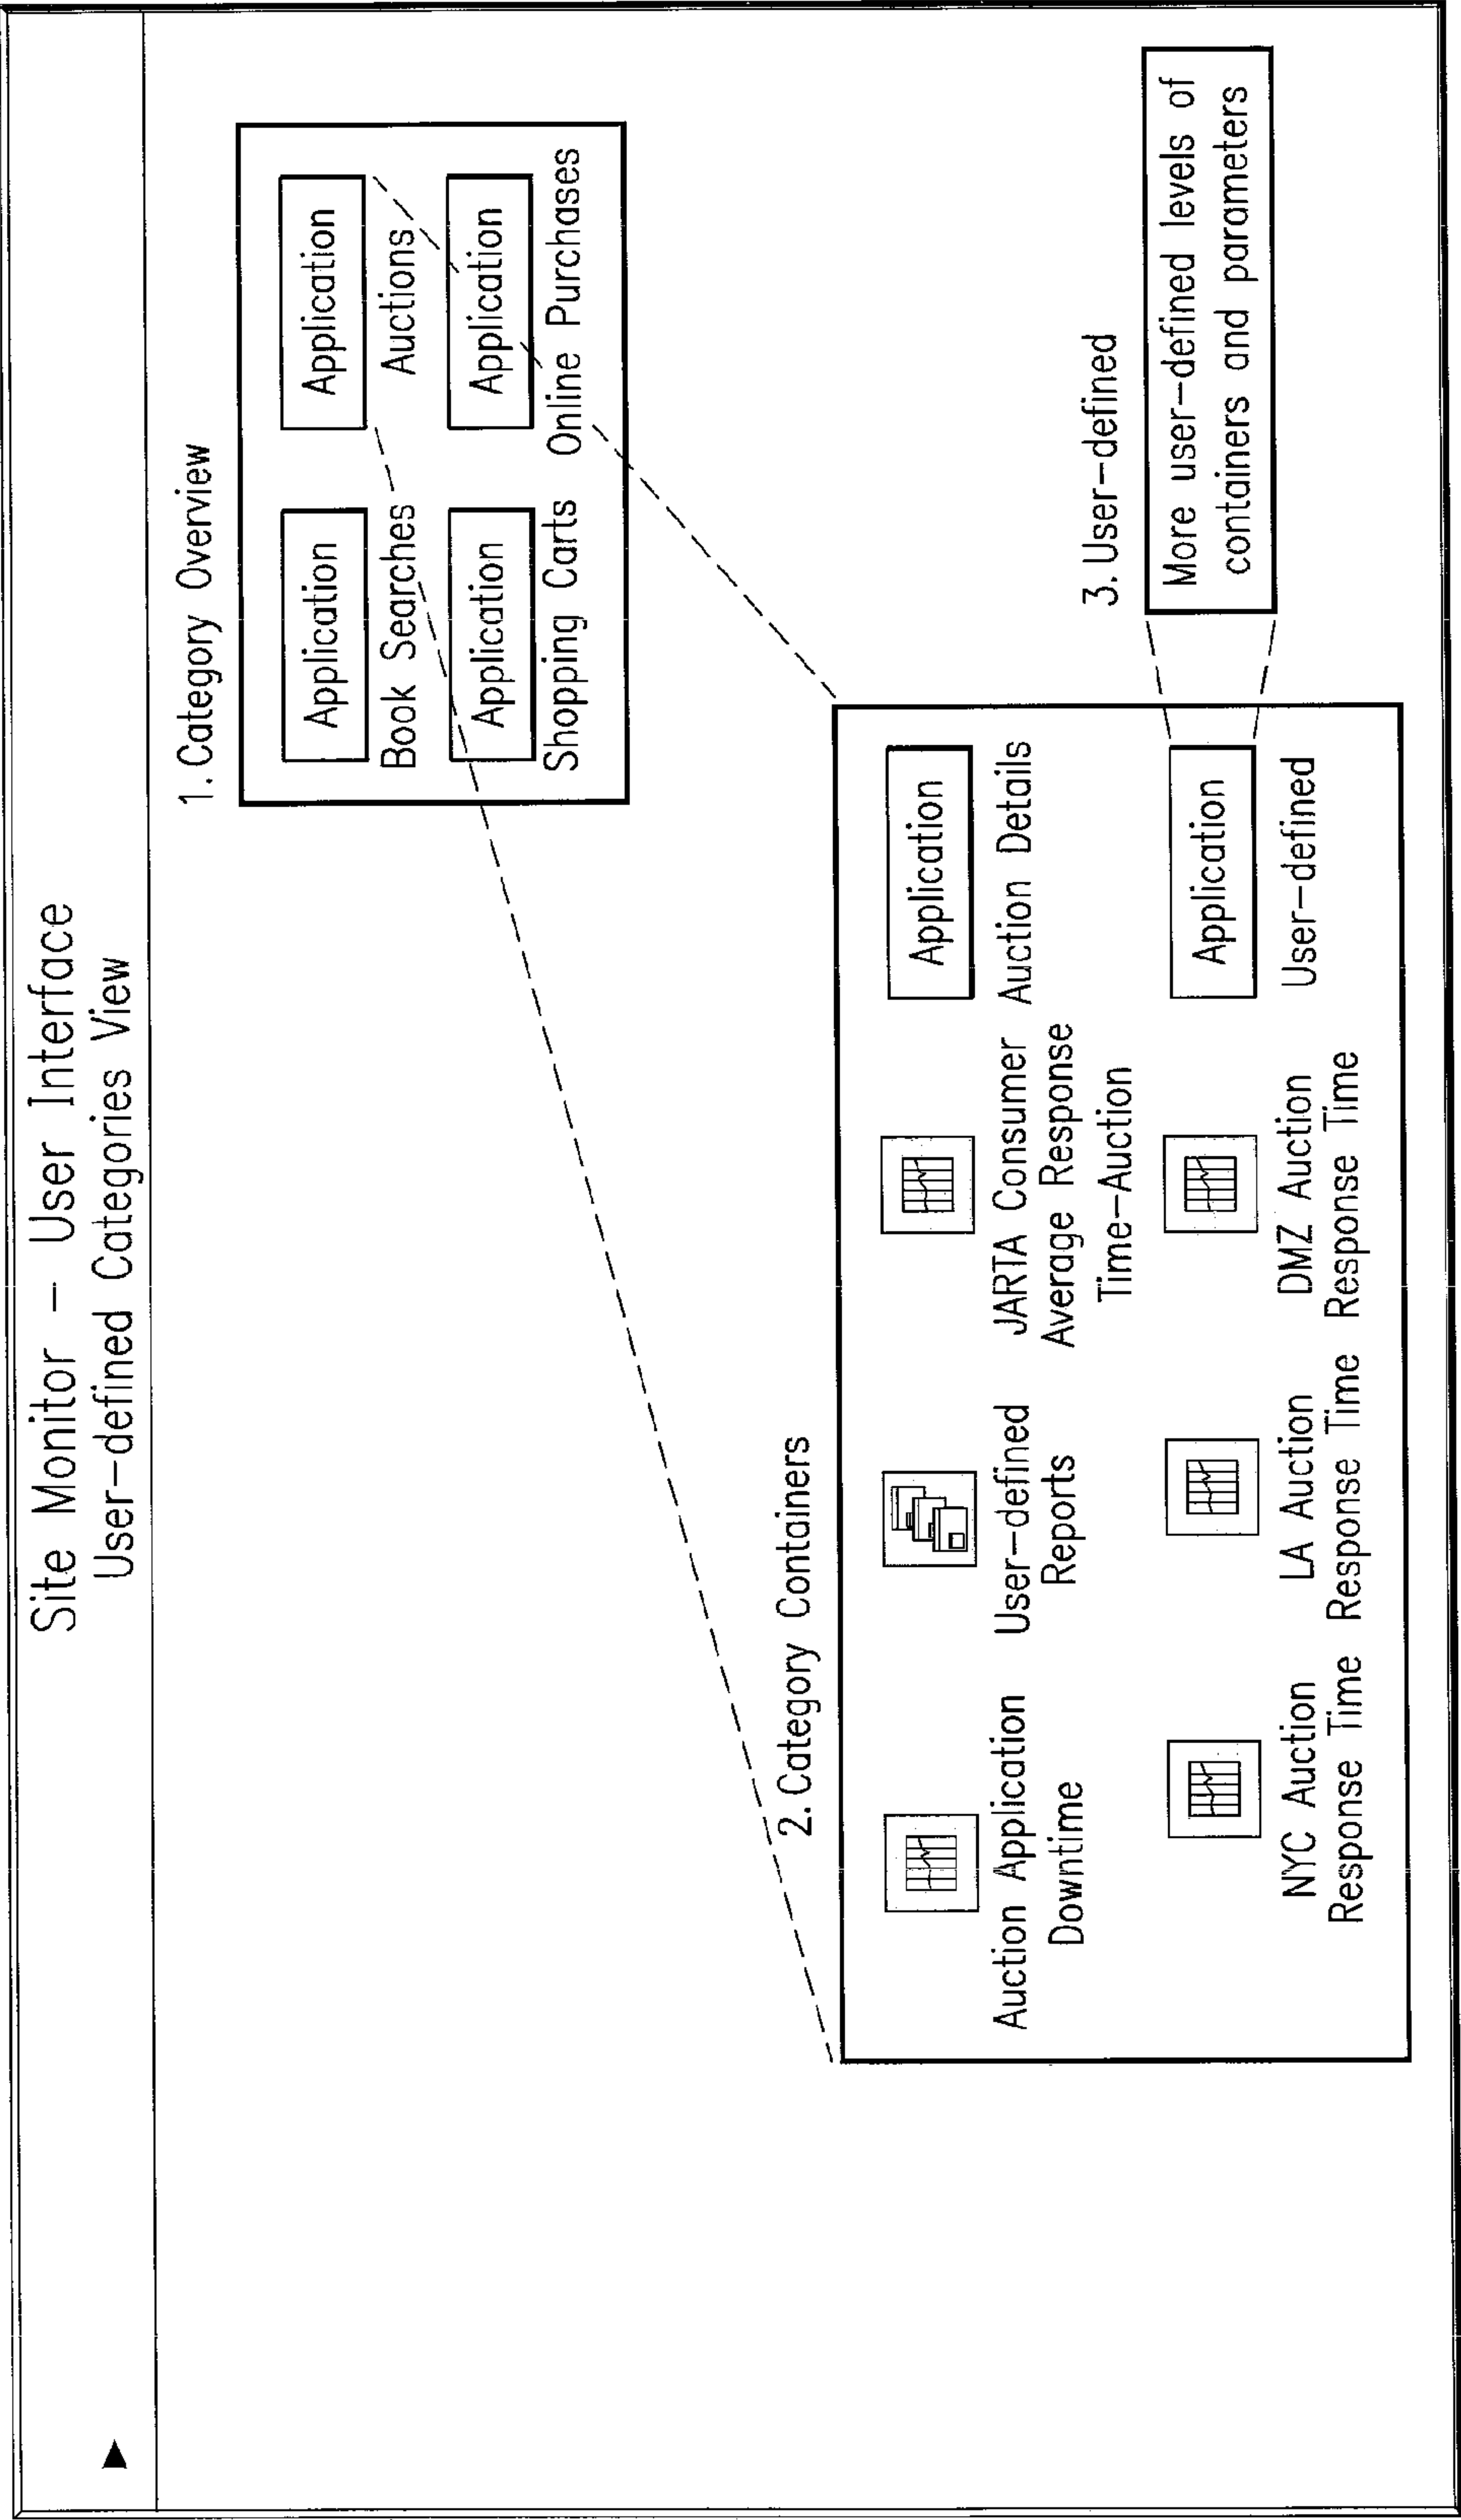 Site Monitor – User Interface
User–defined Categories View
1. Category Overview
Application
Application
Book Searches
Auctions
Application
Application
Shopping Carts
Online Purchases
2. Category Containers
Auction Application
Downtime
User–defined
Reports
JARTA Consumer
Average Response
Time–Auction
Application
Auction Details
NYC Auction
Response Time
LA Auction
Response Time
DMZ Auction
Response Time
Application
User–defined
3. User–defined
More user–defined levels of
containers and parameters